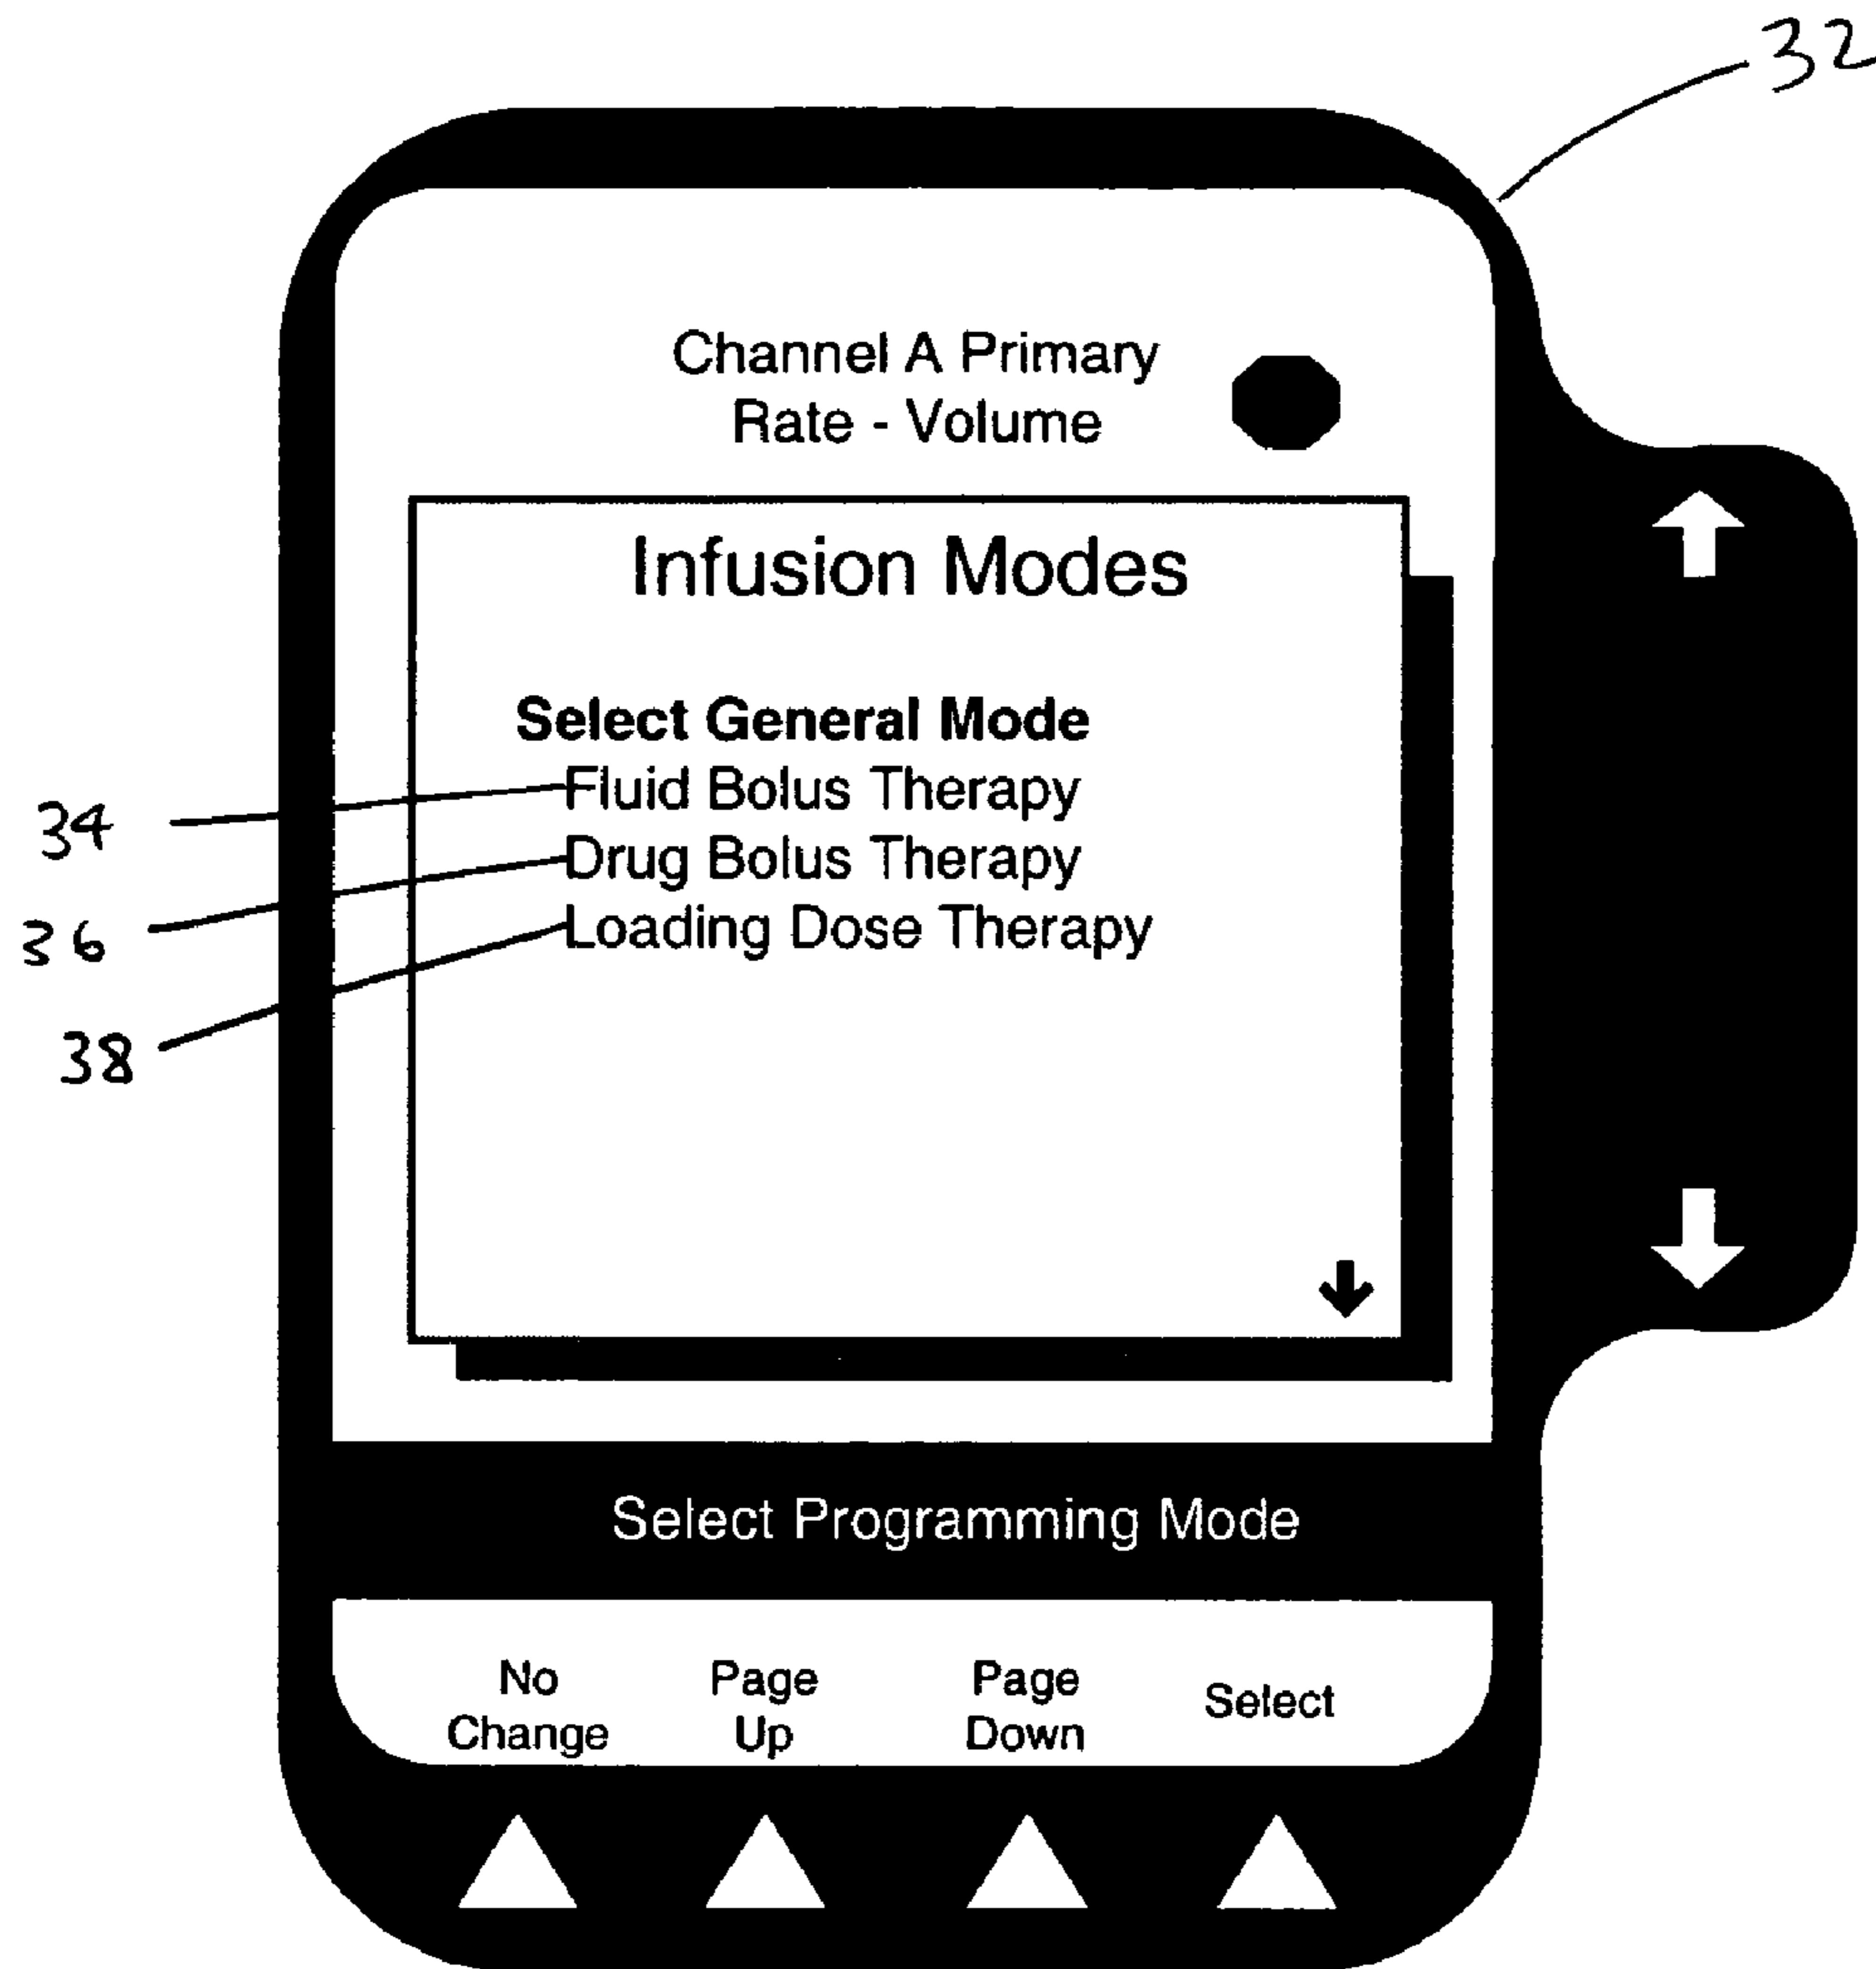 32
Channel A Primary
Rate - Volume
Infusion Modes
Select General Mode
34
Fluid Bolus Therapy
36
Drug Bolus Therapy
38
Loading Dose Therapy
Select Programming Mode
No
Change
Page
Up
Page
Down
Select